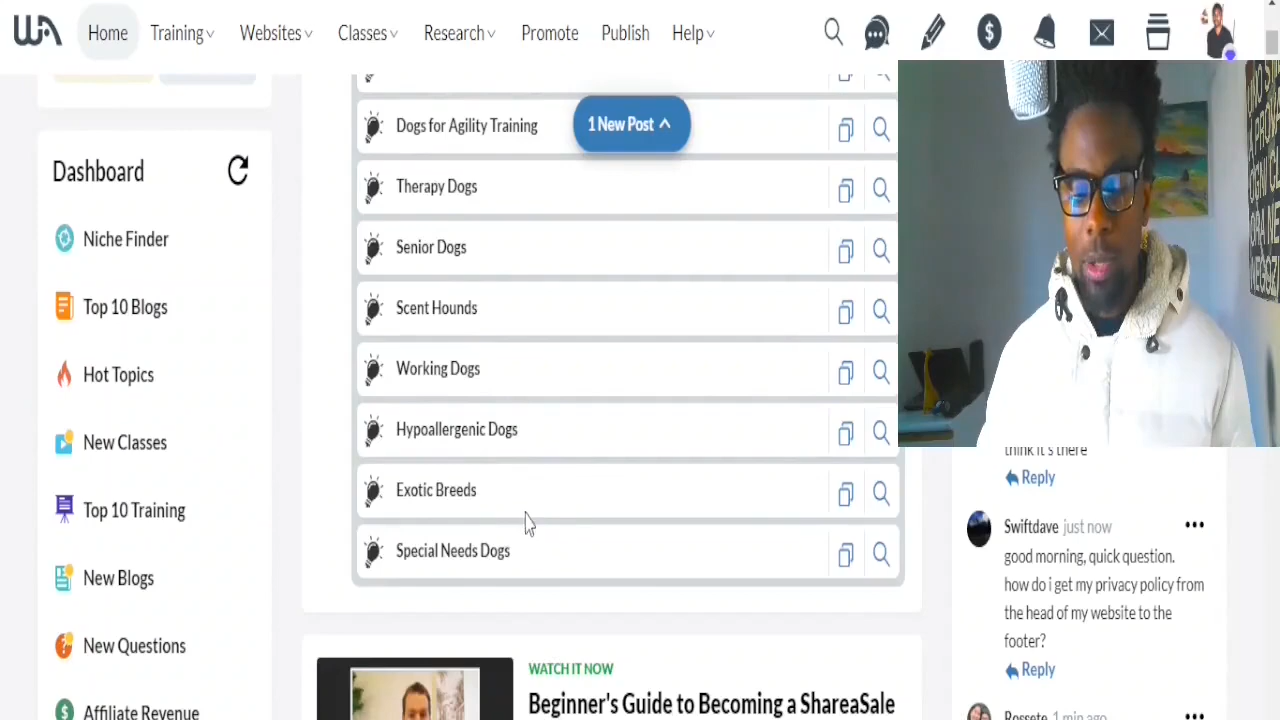 WA
Home
Training
Websites
Classes
Research
Promote
Publish
Help
Dashboard
Niche Finder
Top 10 Blogs
Hot Topics
New Classes
Top 10 Training
New Blogs
New Questions
Affiliate Revenue
1 New Post
Dogs for Agility Training
Therapy Dogs
Senior Dogs
Scent Hounds
Working Dogs
Hypoallergenic Dogs
Exotic Breeds
Special Needs Dogs
WATCH IT NOW
Beginner's Guide to Becoming a ShareaSale
think it's there
Reply
Swiftdave just now
good morning, quick question.
how do i get my privacy policy from
the head of my website to the
footer?
Reply
Rossete 1 min ago